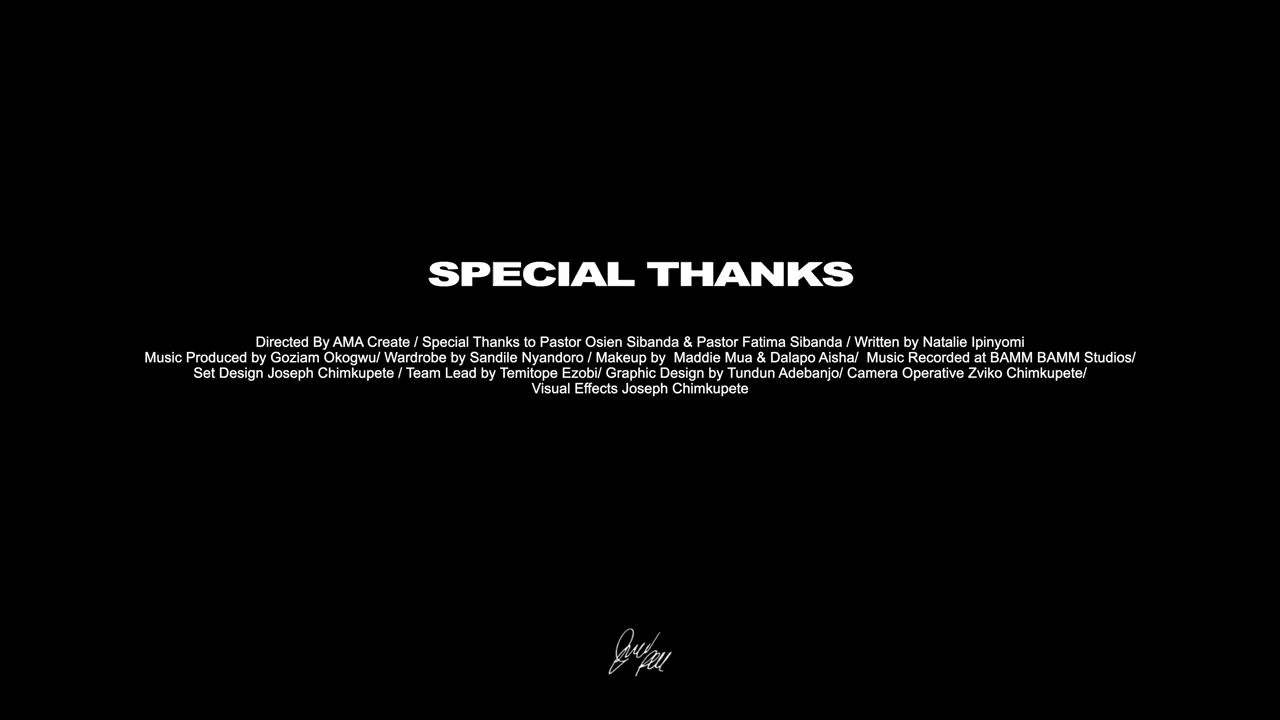 SPECIAL THANKS
Directed By AMA Create / Special Thanks to Pastor Osien Sibanda & Pastor Fatima Sibanda / Written by Natalie Ipinyomi
Music Produced by Goziam Okogwu/ Wardrobe by Sandile Nyandoro / Makeup by  Maddie Mua & Dalapo Aisha/  Music Recorded at BAMM BAMM Studios/
Set Design Joseph Chimkupete / Team Lead by Temitope Ezobi/ Graphic Design by Tundun Adebanjo/ Camera Operative Zviko Chimkupete/
Visual Effects Joseph Chimkupete